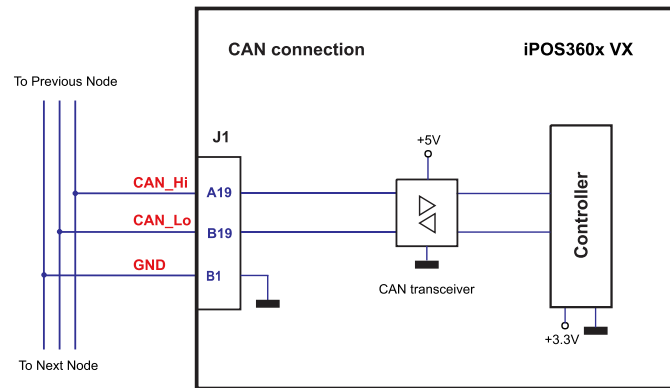 CAN connection
iPOS360x VX
To Previous Node
J1
+5V
CAN_Hi
A19
CAN_Lo
B19
Controller
GND
B1
CAN transceiver
+3.3V
To Next Node